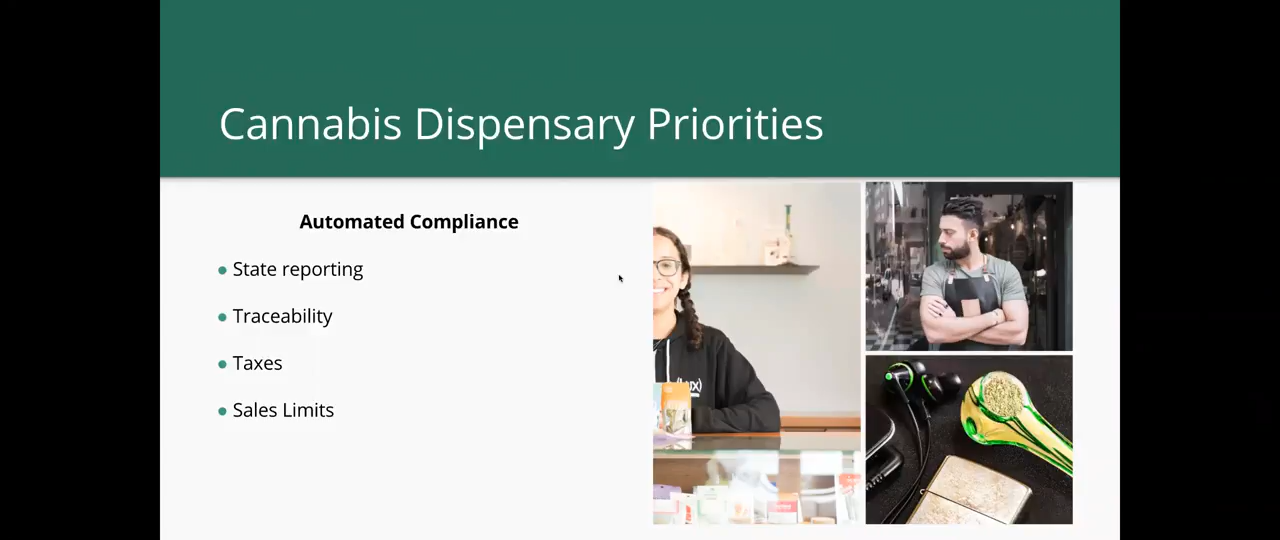 Cannabis Dispensary Priorities
Automated Compliance
State reporting
Traceability
Taxes
Sales Limits